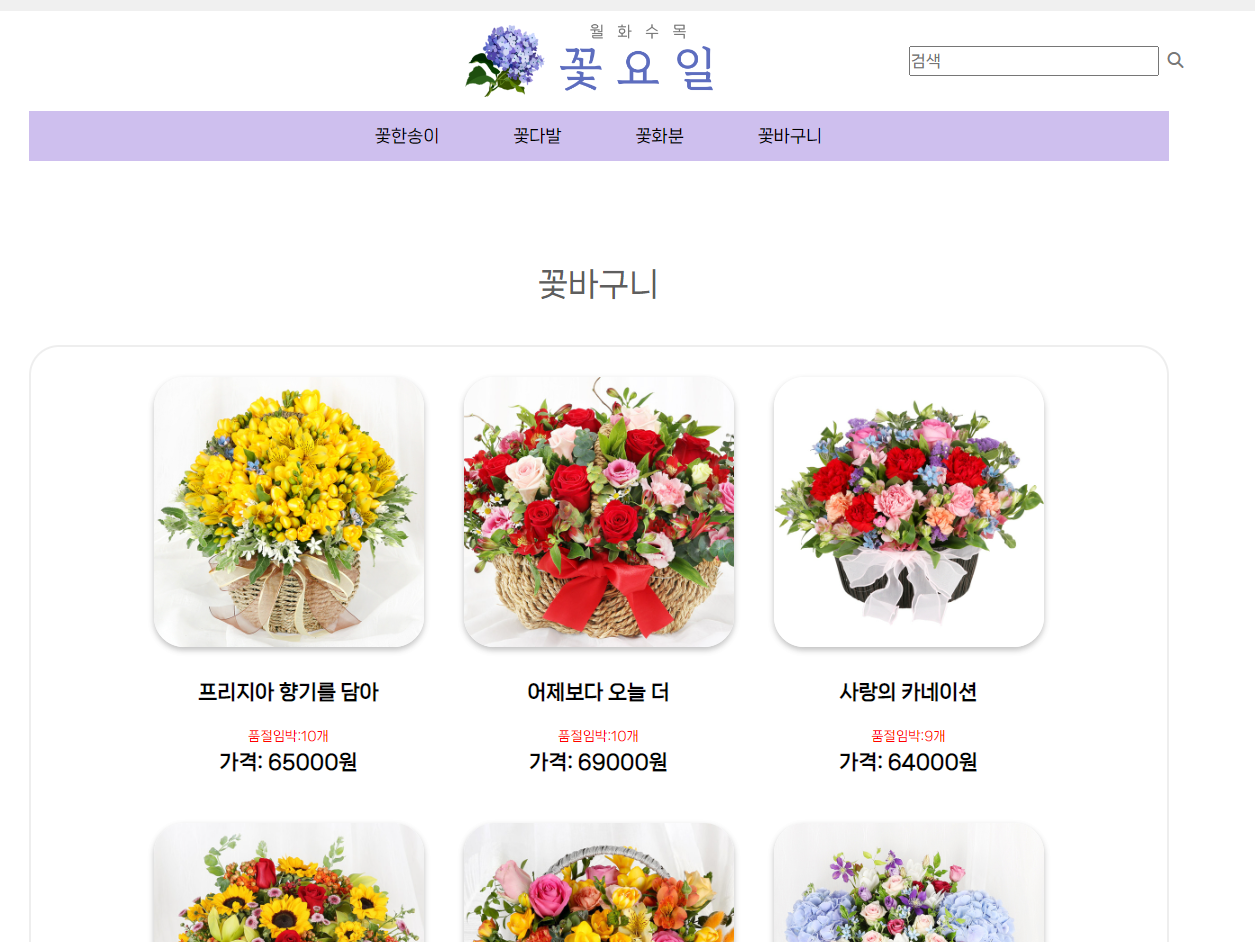 월 화 수 목
꽃요일
검색
꽃한송이 꽃다발 꽃화분 꽃바구니
꽃바구니
프리지아 향기를 담아
품절임박:10개
가격: 65000원
어제보다 오늘 더
품절임박:10개
가격: 69000원
사랑의 카네이션
품절임박:9개
가격: 64000원